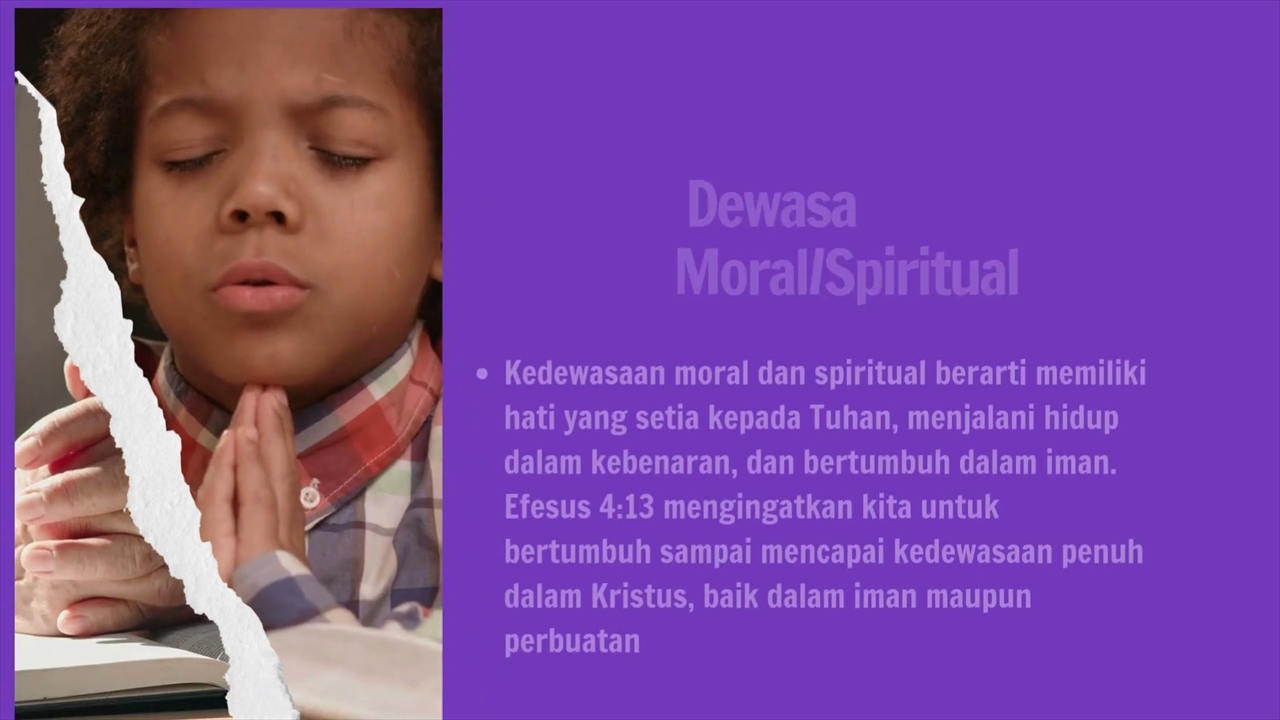 Dewasa
Moral/Spiritual
• Kedewasaan moral dan spiritual berarti memiliki
hati yang setia kepada Tuhan, menjalani hidup
dalam kebenaran, dan bertumbuh dalam iman.
Efesus 4:13 mengingatkan kita untuk
bertumbuh sampai mencapai kedewasaan penuh
dalam Kristus, baik dalam iman maupun
perbuatan